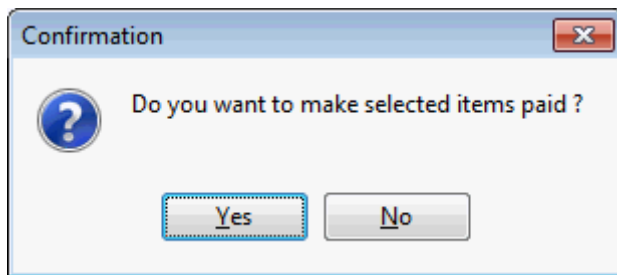 Confirmation
Do you want to make selected items paid ?
Yes
No